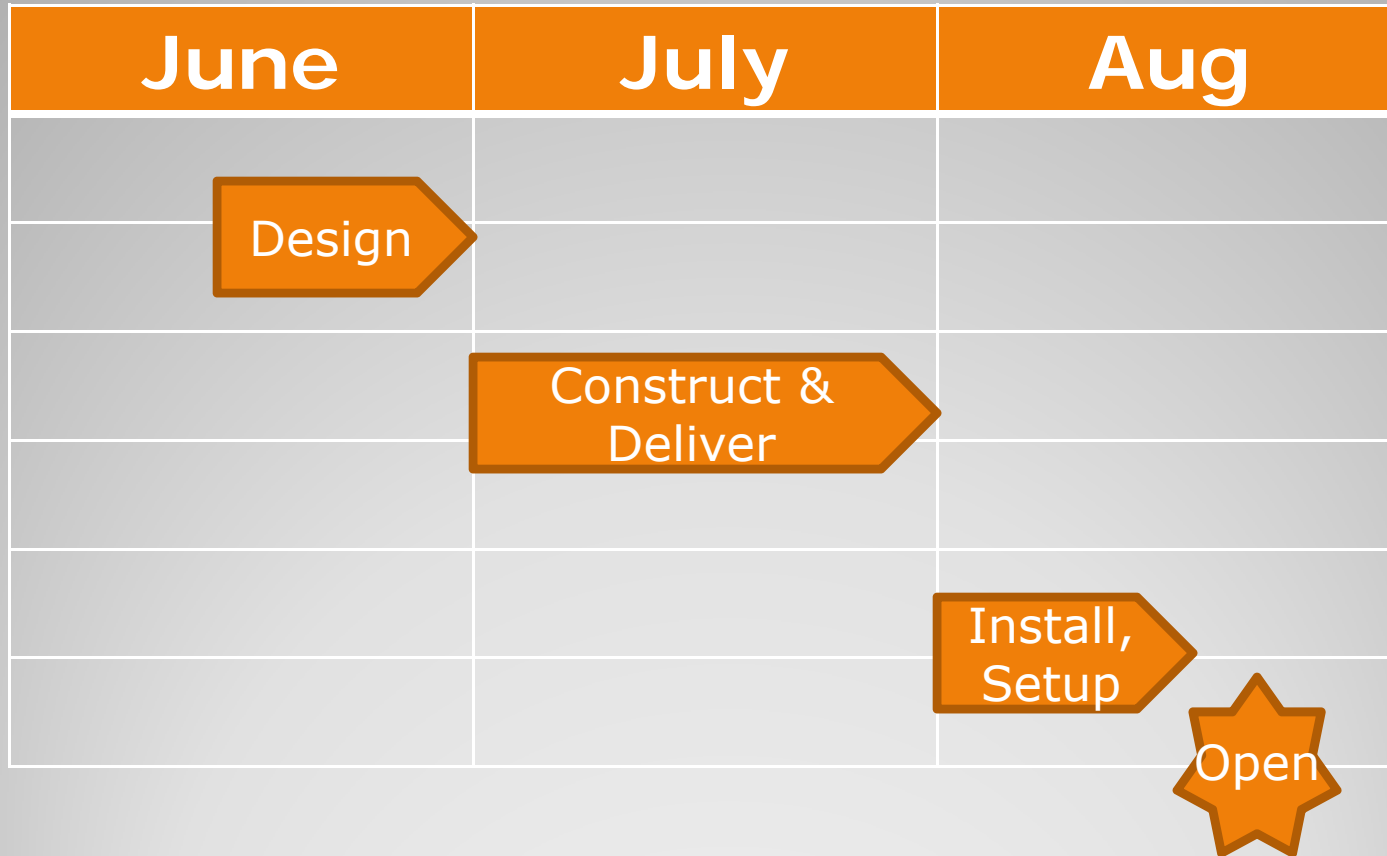 June July Aug
Design
Construct &
Deliver
Install,
Setup
Open